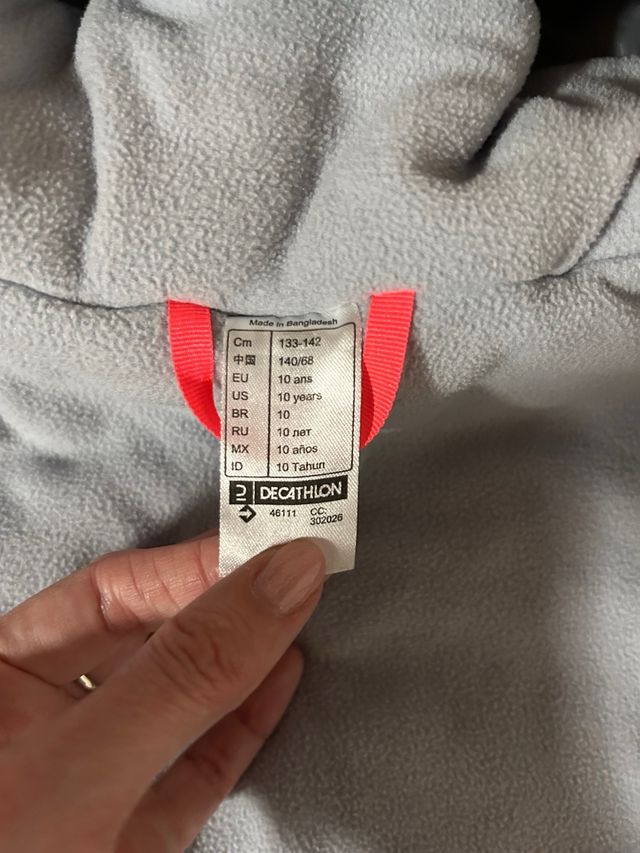 Made in Bangladesh
Cm 133-142
中国 140/68
EU 10 ans
US 10 years
BR 10
RU 10 лет
MX 10 años
ID 10 Tahun
DECATHLON
46111 CC:
302026